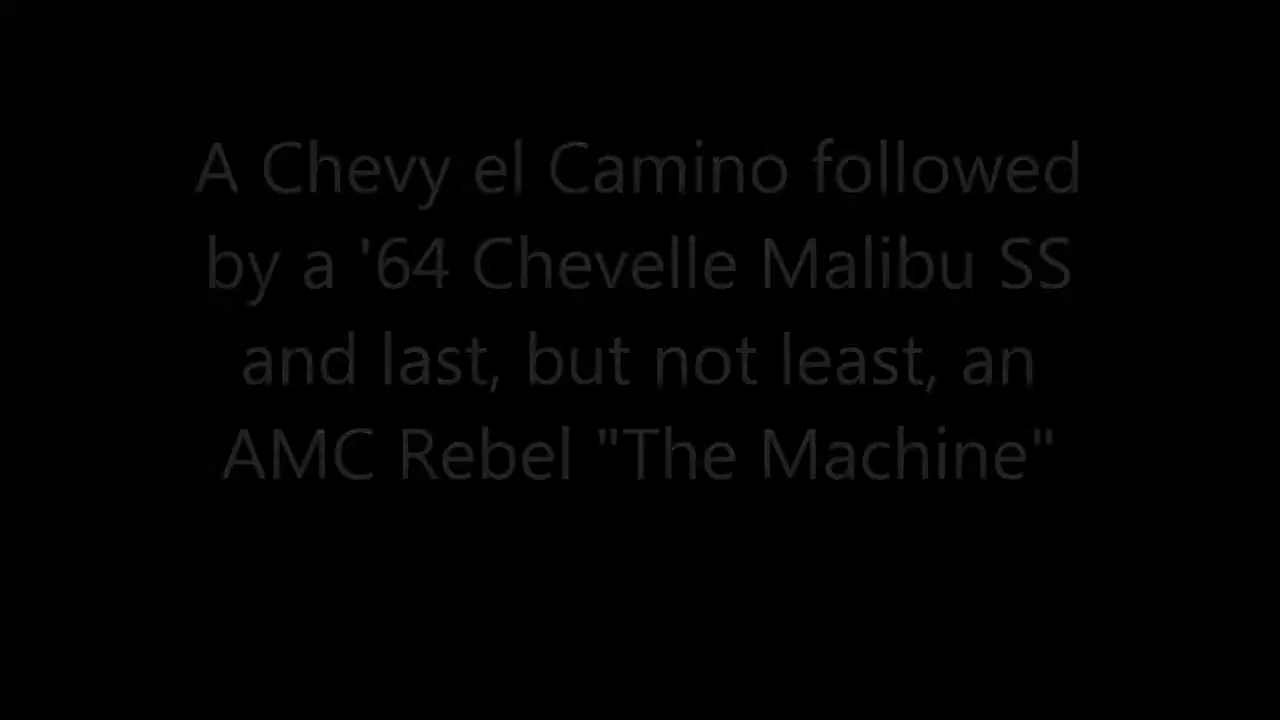 A Chevy el Camino followed
by a '64 Chevelle Malibu SS
and last, but not least, an
AMC Rebel "The Machine"